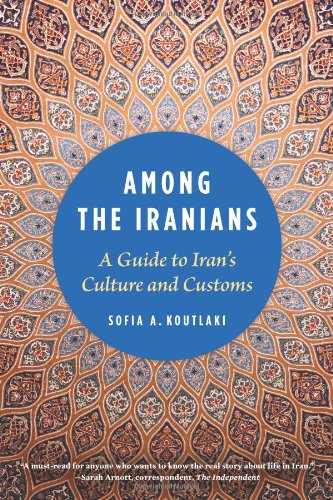 AMONG
THE IRANIANS
A Guide to Iran's
Culture and Customs
SOFIA A. KOUTLAKI
"A must-read for anyone who wants to know the real story about life in Iran."
—Sarah Arnott, correspondent, The Independent